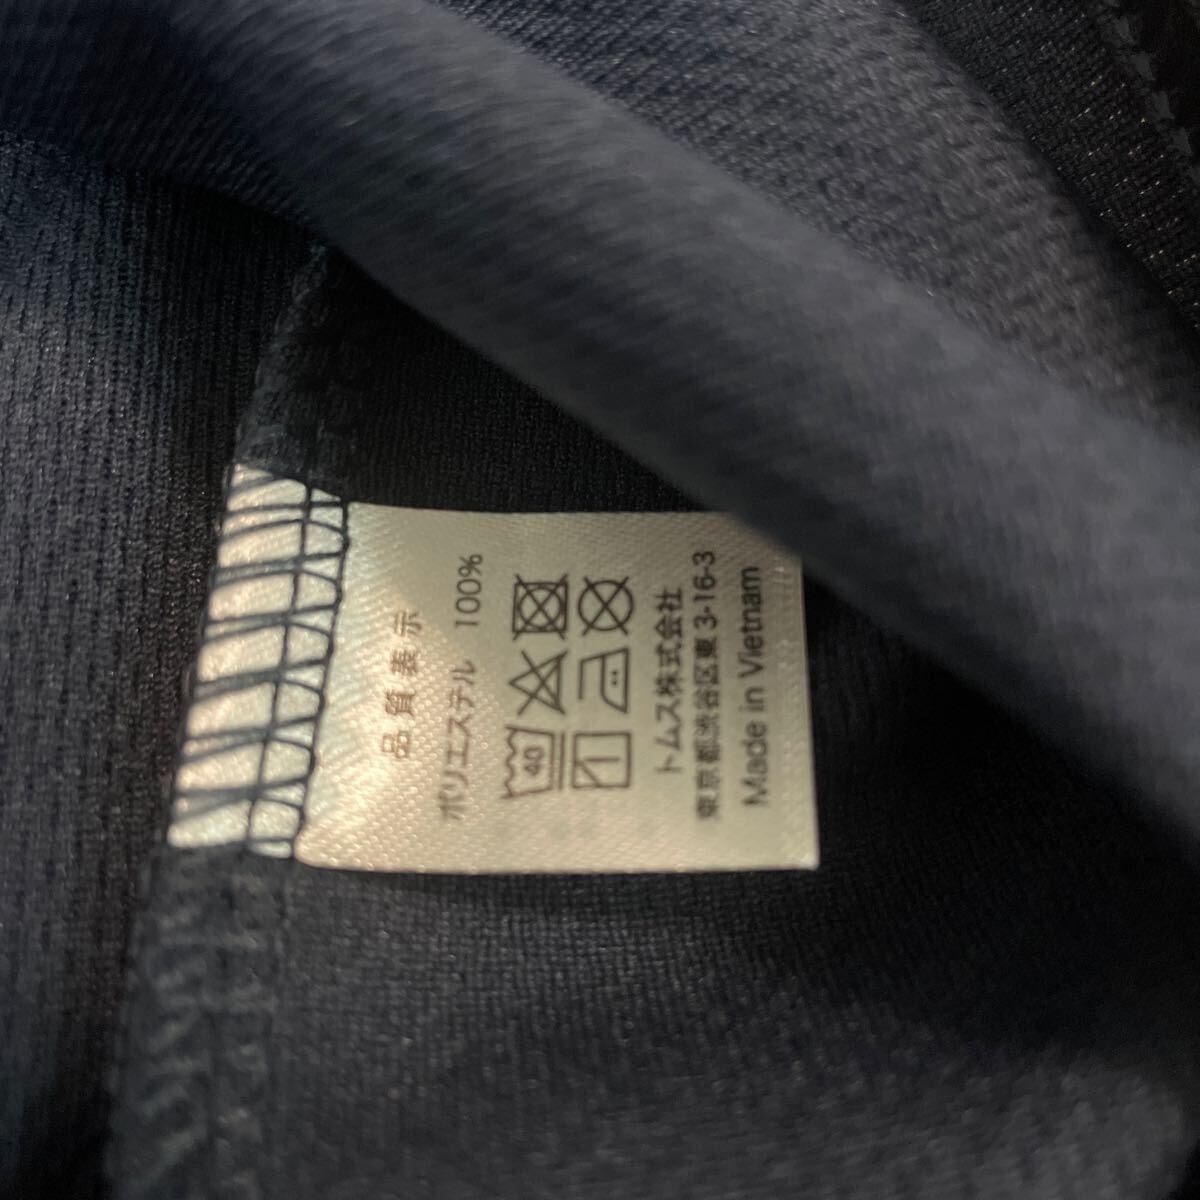 品質表示
ポリエステル 100%
40
トムス株式会社
東京都渋谷区東 3-16-3
Made in Vietnam